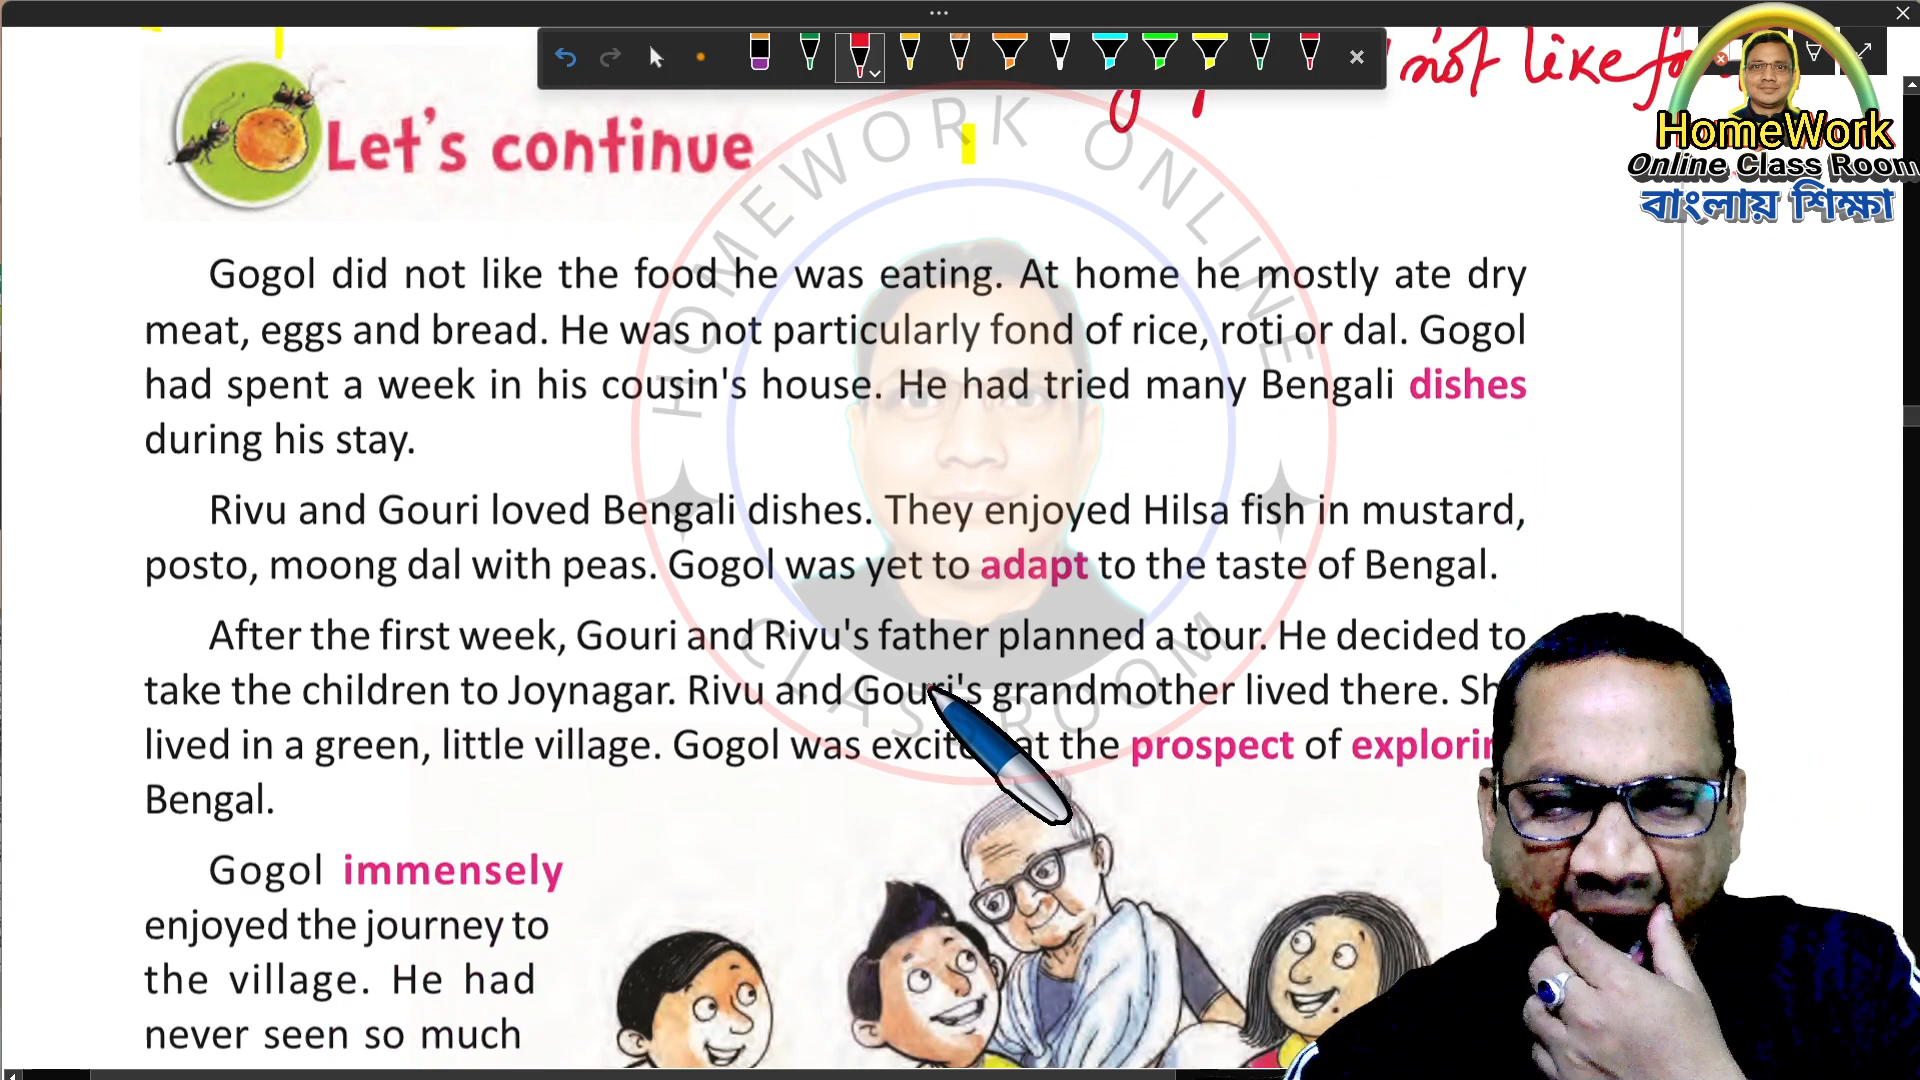 not like fo
HomeWork
Online Class Room
বাংলায় শিক্ষা
Let's continue
HOMEWORK ONLINE
CLASS ROOM
Gogol did not like the food he was eating. At home he mostly ate dry
meat, eggs and bread. He was not particularly fond of rice, roti or dal. Gogol
had spent a week in his cousin's house. He had tried many Bengali dishes
during his stay.
Rivu and Gouri loved Bengali dishes. They enjoyed Hilsa fish in mustard,
posto, moong dal with peas. Gogol was yet to adapt to the taste of Bengal.
After the first week, Gouri and Rivu's father planned a tour. He decided to
take the children to Joynagar. Rivu and Gouri's grandmother lived there. Sh
lived in a green, little village. Gogol was excite at the prospect of explorin
Bengal.
Gogol immensely
enjoyed the journey to
the village. He had
never seen so much